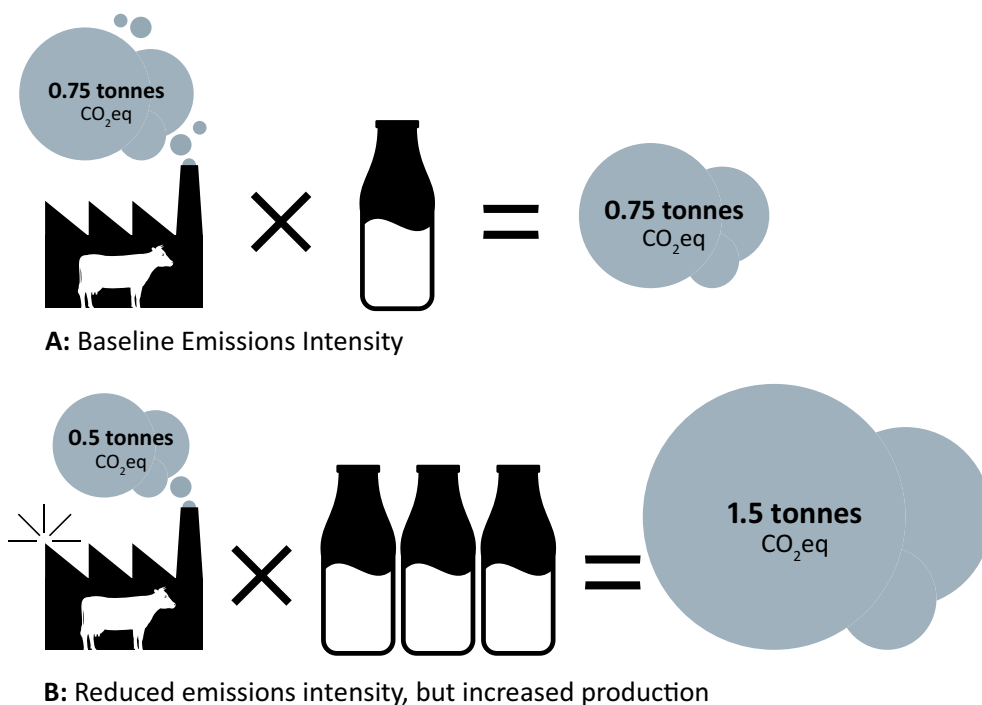 0.75 tonnes
CO₂eq
0.75 tonnes
CO₂eq
A: Baseline Emissions Intensity
0.5 tonnes
CO₂eq
1.5 tonnes
CO₂eq
B: Reduced emissions intensity, but increased production